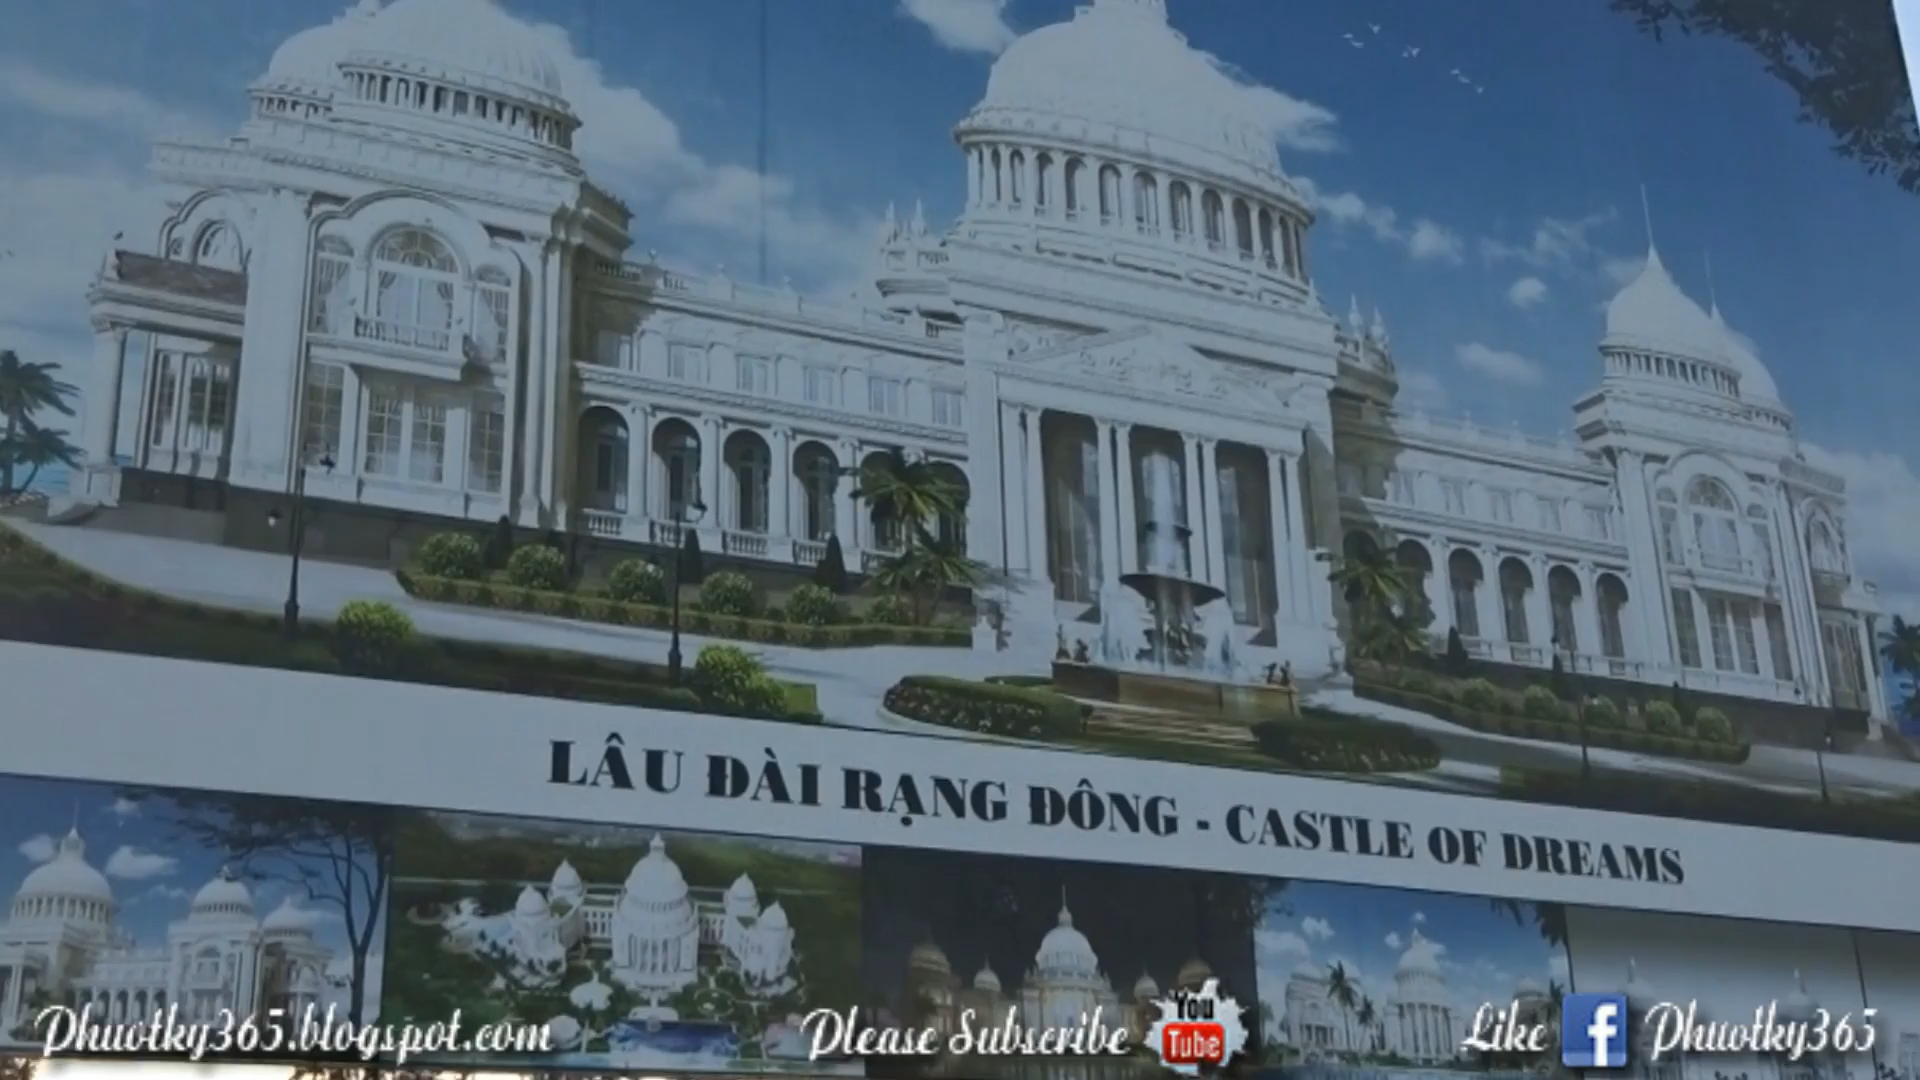 LÂU ĐÀI RẠNG ĐÔNG - CASTLE OF DREAMS
Phuotky365.blogspot.com Please Subscribe You Tube Like f Phuotky365